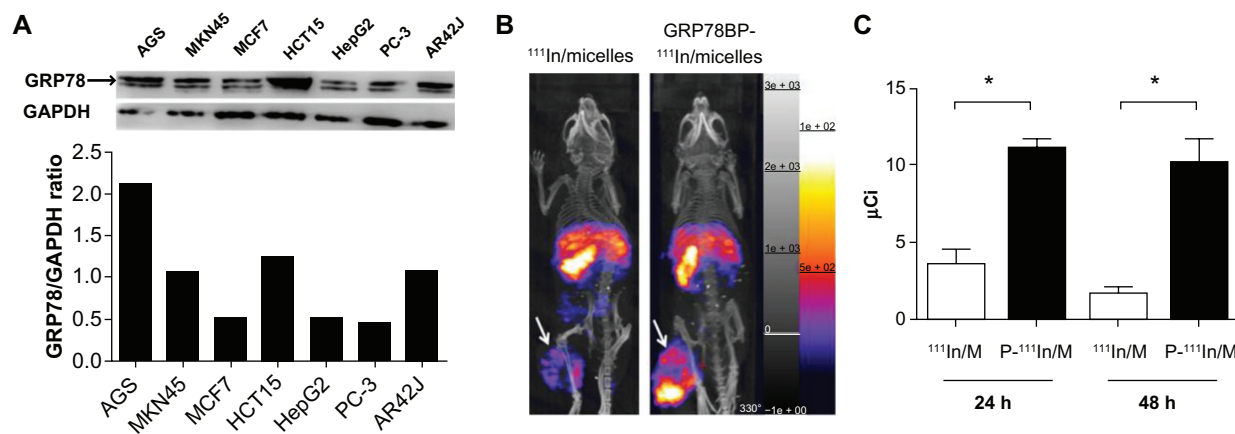 A
AGS
MKN45
MCF7
HCT15
HepG2
PC-3
AR42J
GRP78
GAPDH
GRP78/GAPDH ratio
2.5
2.0
1.5
1.0
0.5
0.0
AGS
MKN45
MCF7
HCT15
HepG2
PC-3
AR42J
B
¹¹¹In/micelles
GRP78BP-
¹¹¹In/micelles
3e + 03
1e + 02
2e + 03
1e + 03
5e + 02
0
330°
−1e + 00
C
µCi
15
10
5
0
*
*
¹¹¹In/M
P-¹¹¹In/M
¹¹¹In/M
P-¹¹¹In/M
24 h
48 h